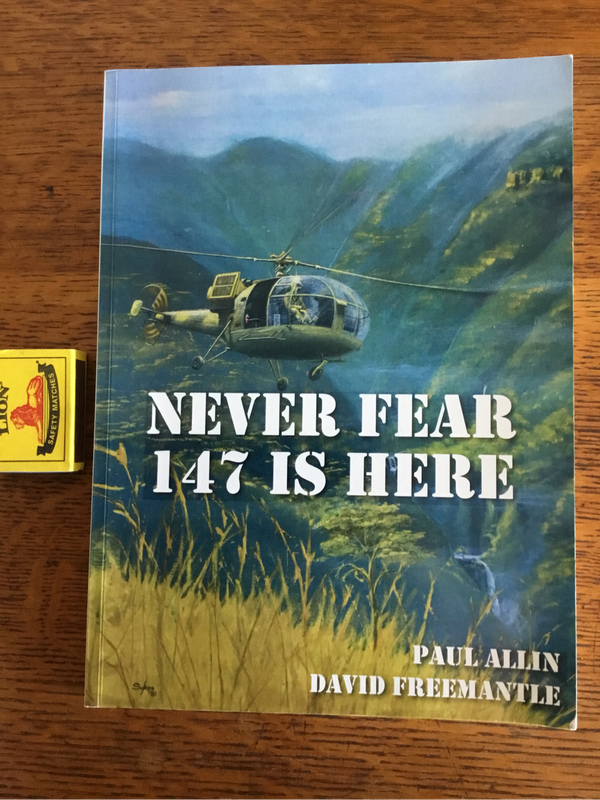 NEVER FEAR
147 IS HERE
PAUL ALLIN
DAVID FREEMANTLE
LION
SAFETY MATCHES